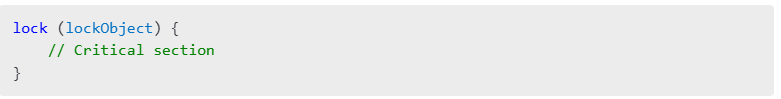 lock (lockObject) {
    // Critical section
}